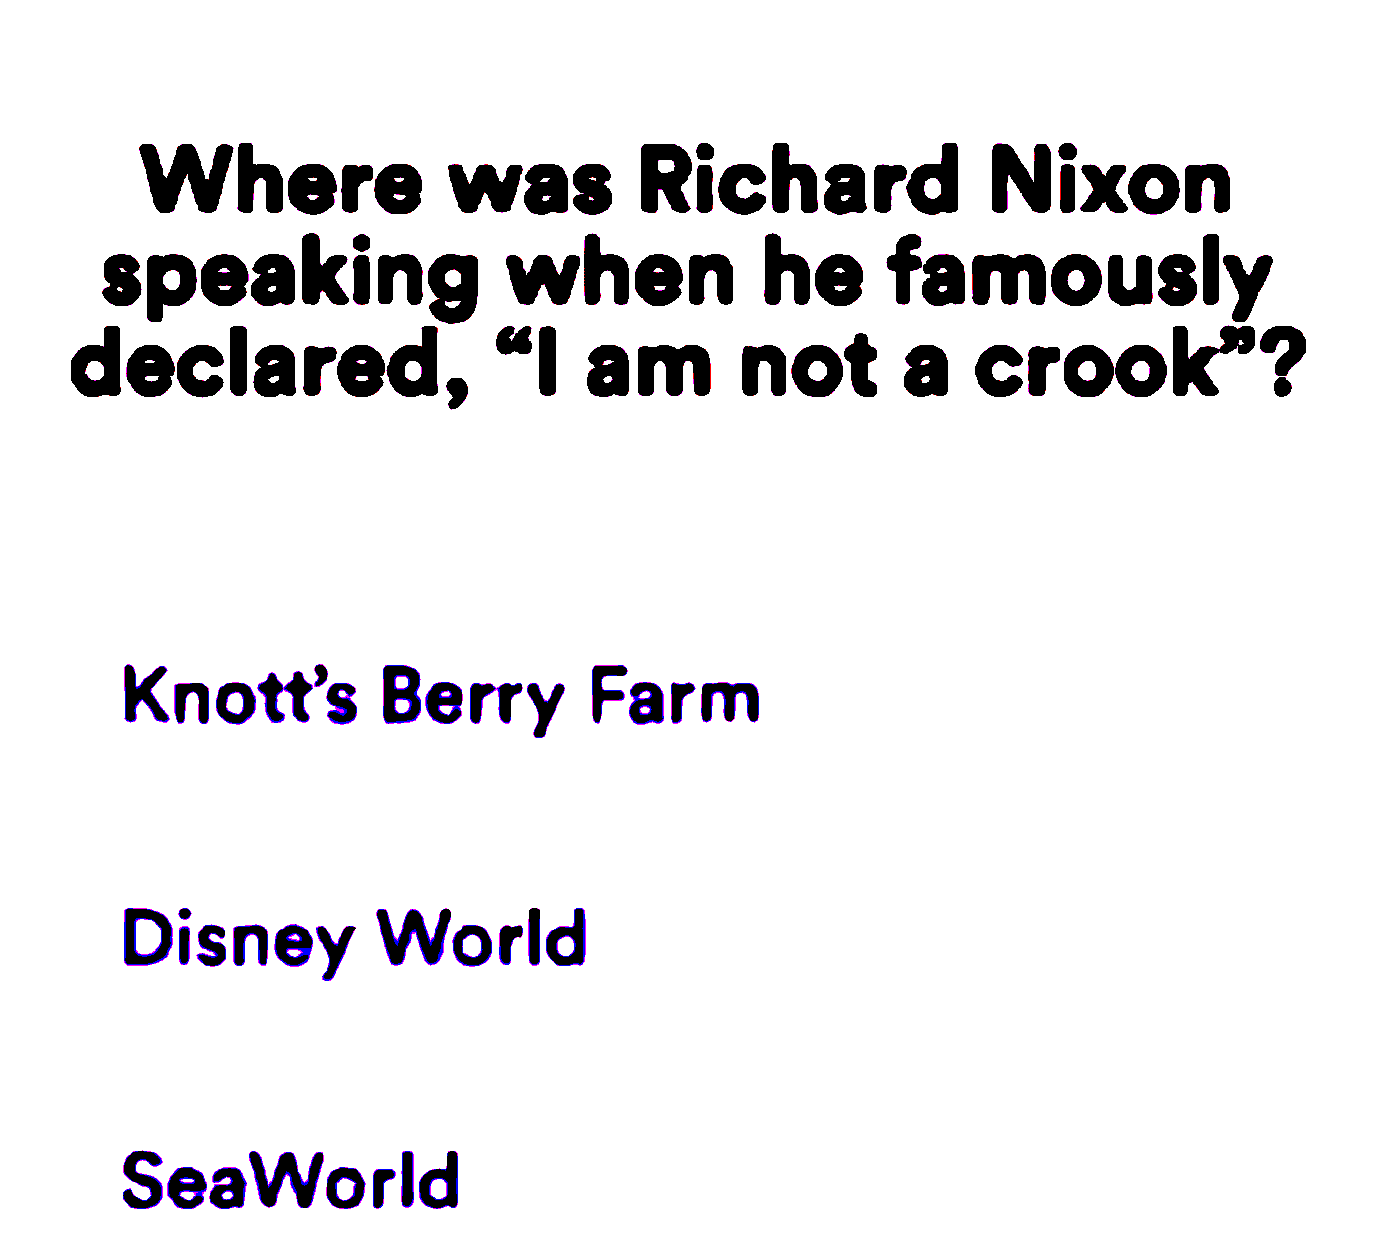 Where was Richard Nixon
speaking when he famously
declared, “I am not a crook”?
Knott’s Berry Farm
Disney World
SeaWorld